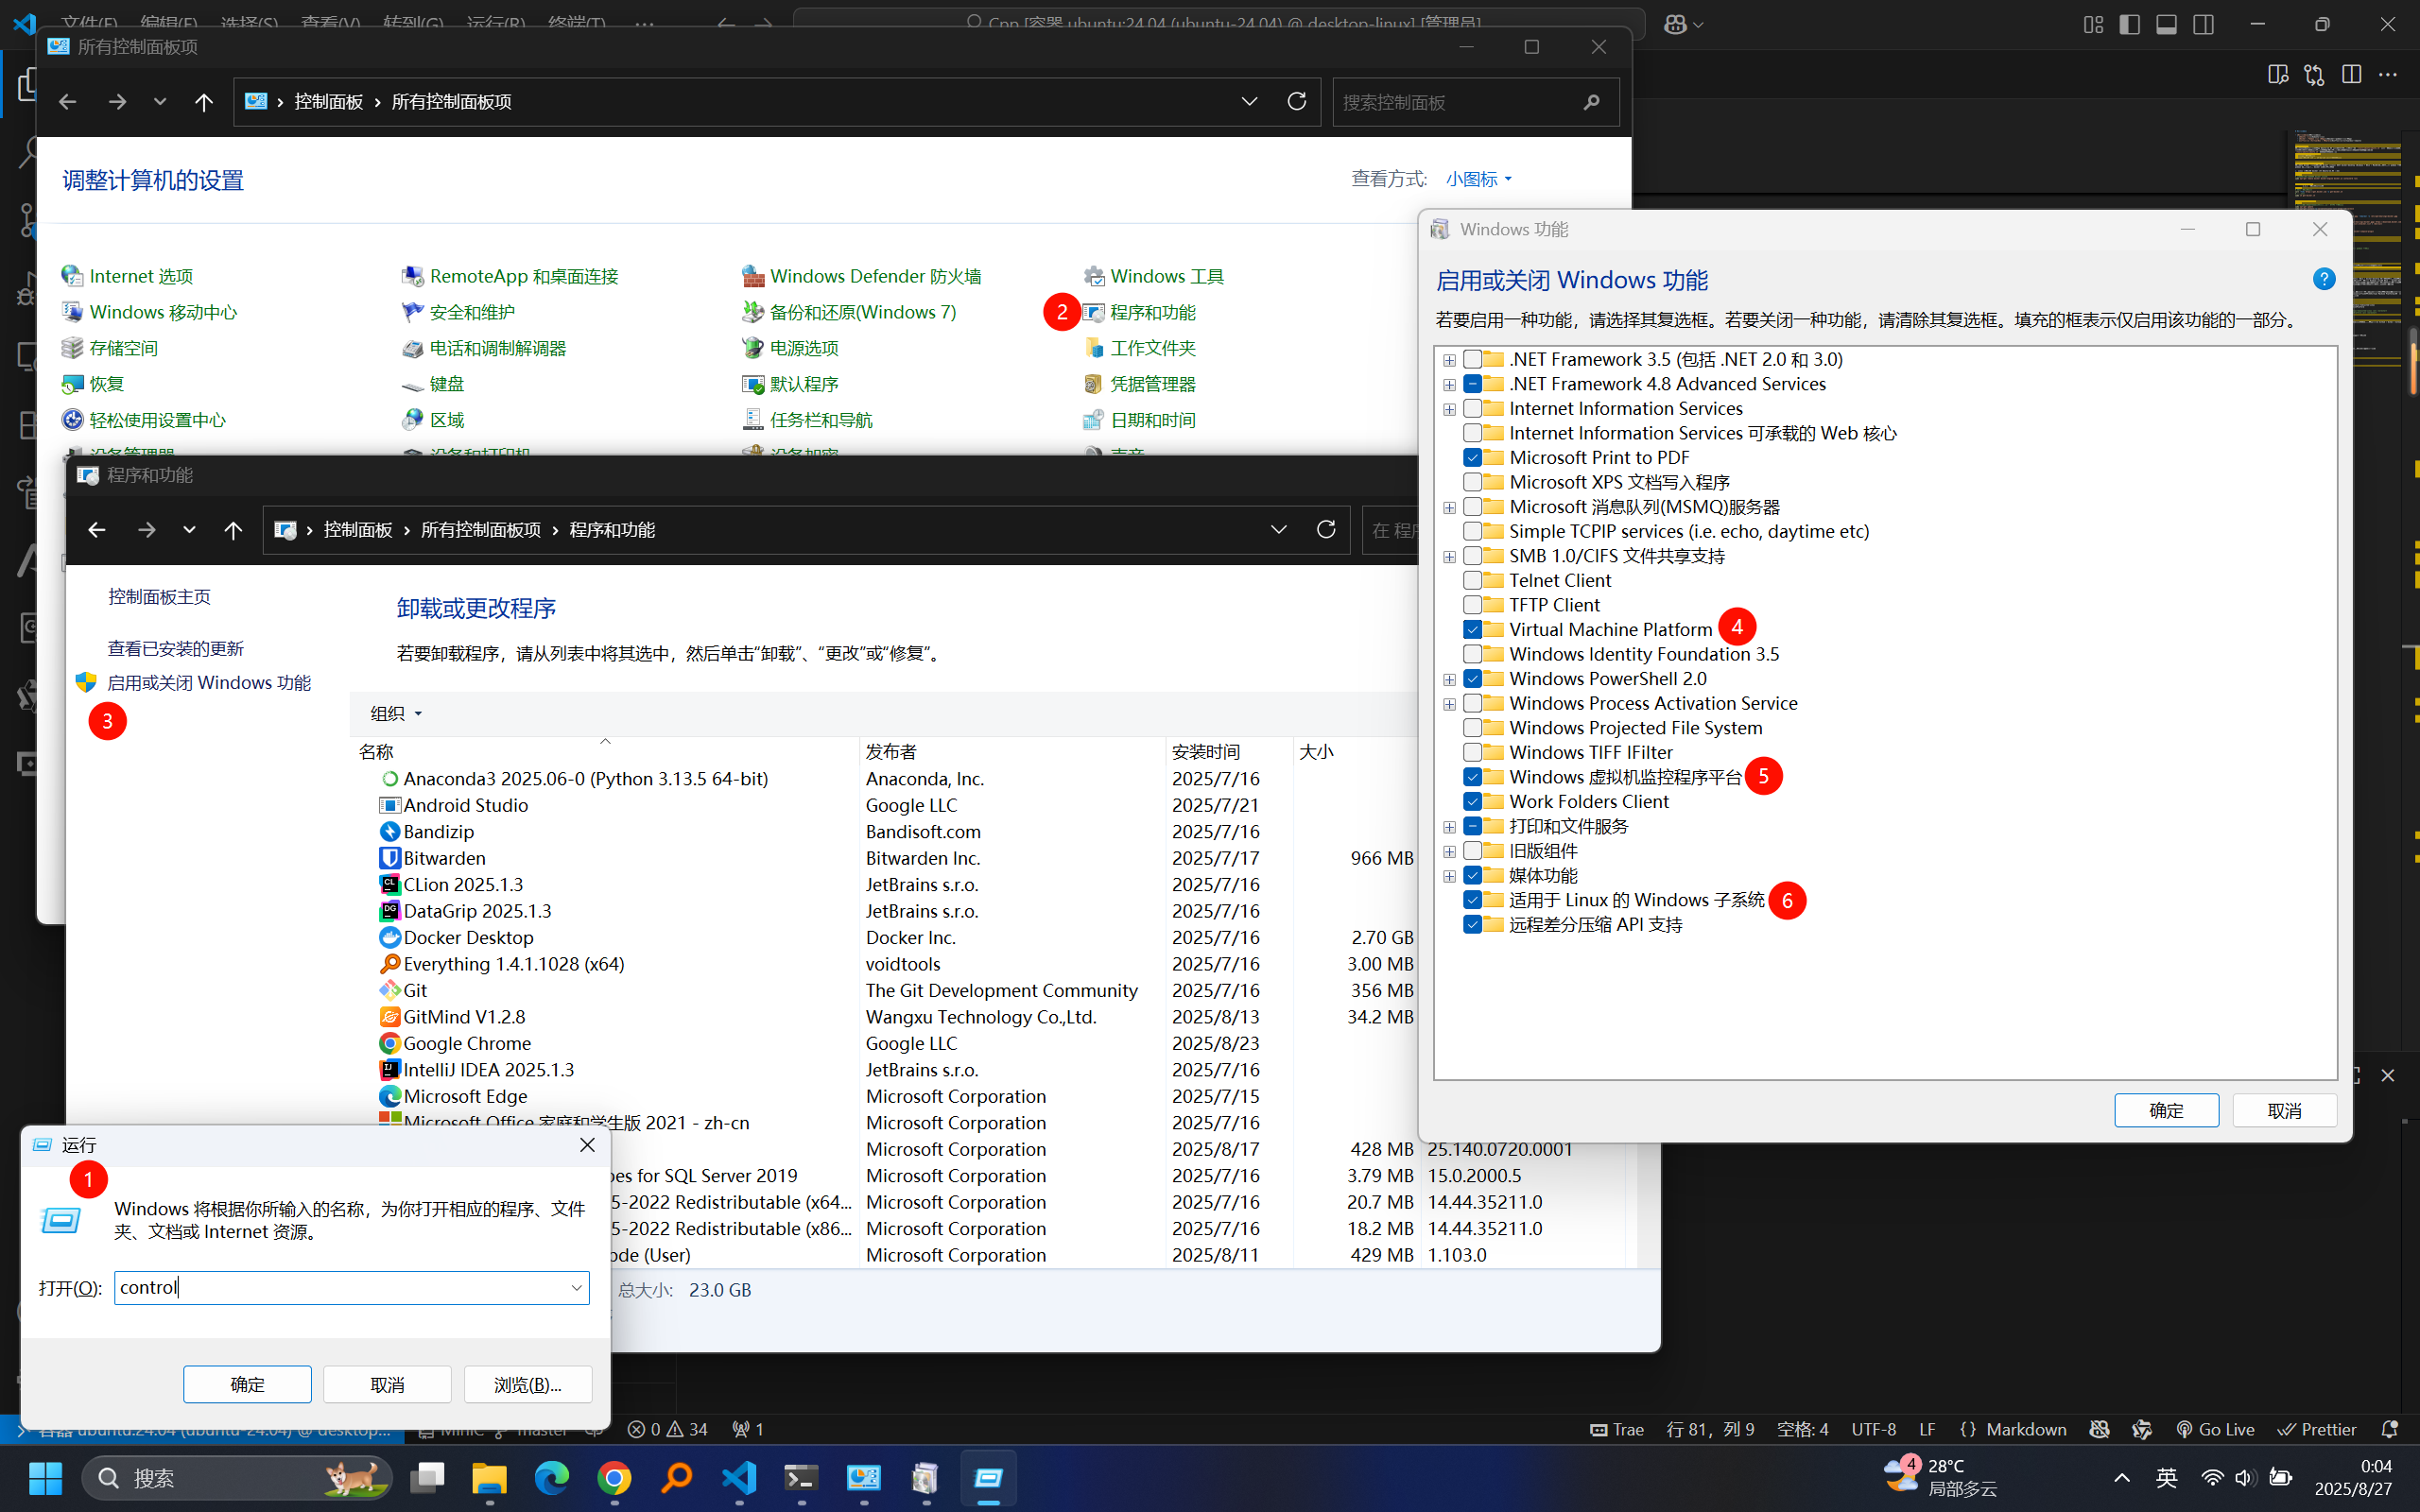 文件(F) 编辑(E) 选择(S) 查看(V) 转到(G) 运行(R) 终端(T) ···
Cpp [容器 ubuntu:24.04 (ubuntu-24.04) @ desktop-linux] [管理员]
所有控制面板项
控制面板 › 所有控制面板项
搜索控制面板
调整计算机的设置
查看方式: 小图标
Internet 选项
RemoteApp 和桌面连接
Windows Defender 防火墙
Windows 工具
Windows 移动中心
安全和维护
备份和还原(Windows 7)
2
程序和功能
存储空间
电话和调制解调器
电源选项
工作文件夹
恢复
键盘
默认程序
凭据管理器
轻松使用设置中心
区域
任务栏和导航
日期和时间
设备管理器
设备和打印机
设备加密
声音
程序和功能
控制面板 › 所有控制面板项 › 程序和功能
在 程
控制面板主页
查看已安装的更新
启用或关闭 Windows 功能
3
卸载或更改程序
若要卸载程序，请从列表中将其选中，然后单击“卸载”、“更改”或“修复”。
组织
名称 发布者 安装时间 大小
Anaconda3 2025.06-0 (Python 3.13.5 64-bit) Anaconda, Inc. 2025/7/16
Android Studio Google LLC 2025/7/21
Bandizip Bandisoft.com 2025/7/16
Bitwarden Bitwarden Inc. 2025/7/17 966 MB
CLion 2025.1.3 JetBrains s.r.o. 2025/7/16
DataGrip 2025.1.3 JetBrains s.r.o. 2025/7/16
Docker Desktop Docker Inc. 2025/7/16 2.70 GB
Everything 1.4.1.1028 (x64) voidtools 2025/7/16 3.00 MB
Git The Git Development Community 2025/7/16 356 MB
GitMind V1.2.8 Wangxu Technology Co.,Ltd. 2025/8/13 34.2 MB
Google Chrome Google LLC 2025/8/23
IntelliJ IDEA 2025.1.3 JetBrains s.r.o. 2025/7/16
Microsoft Edge Microsoft Corporation 2025/7/15
Microsoft Office 家庭和学生版 2021 - zh-cn Microsoft Corporation 2025/7/16
Microsoft Corporation 2025/8/17 428 MB 25.140.0720.0001
pes for SQL Server 2019 Microsoft Corporation 2025/7/16 3.79 MB 15.0.2000.5
5-2022 Redistributable (x64... Microsoft Corporation 2025/7/16 20.7 MB 14.44.35211.0
5-2022 Redistributable (x86... Microsoft Corporation 2025/7/16 18.2 MB 14.44.35211.0
ode (User) Microsoft Corporation 2025/8/11 429 MB 1.103.0
总大小: 23.0 GB
Windows 功能
启用或关闭 Windows 功能
若要启用一种功能，请选择其复选框。若要关闭一种功能，请清除其复选框。填充的框表示仅启用该功能的一部分。
.NET Framework 3.5 (包括 .NET 2.0 和 3.0)
.NET Framework 4.8 Advanced Services
Internet Information Services
Internet Information Services 可承载的 Web 核心
Microsoft Print to PDF
Microsoft XPS 文档写入程序
Microsoft 消息队列(MSMQ)服务器
Simple TCPIP services (i.e. echo, daytime etc)
SMB 1.0/CIFS 文件共享支持
Telnet Client
TFTP Client
Virtual Machine Platform 4
Windows Identity Foundation 3.5
Windows PowerShell 2.0
Windows Process Activation Service
Windows Projected File System
Windows TIFF IFilter
Windows 虚拟机监控程序平台 5
Work Folders Client
打印和文件服务
旧版组件
媒体功能
适用于 Linux 的 Windows 子系统 6
远程差分压缩 API 支持
确定 取消
运行
1
Windows 将根据你所输入的名称，为你打开相应的程序、文件
夹、文档或 Internet 资源。
打开(O): control
确定 取消 浏览(B)...
容器 ubuntu:24.04 (ubuntu-24.04) @ desktop... MiniC master 0 34 1 Trae 行 81，列 9 空格: 4 UTF-8 LF {} Markdown Go Live Prettier
搜索
4
28°C
局部多云
英
0:04
2025/8/27